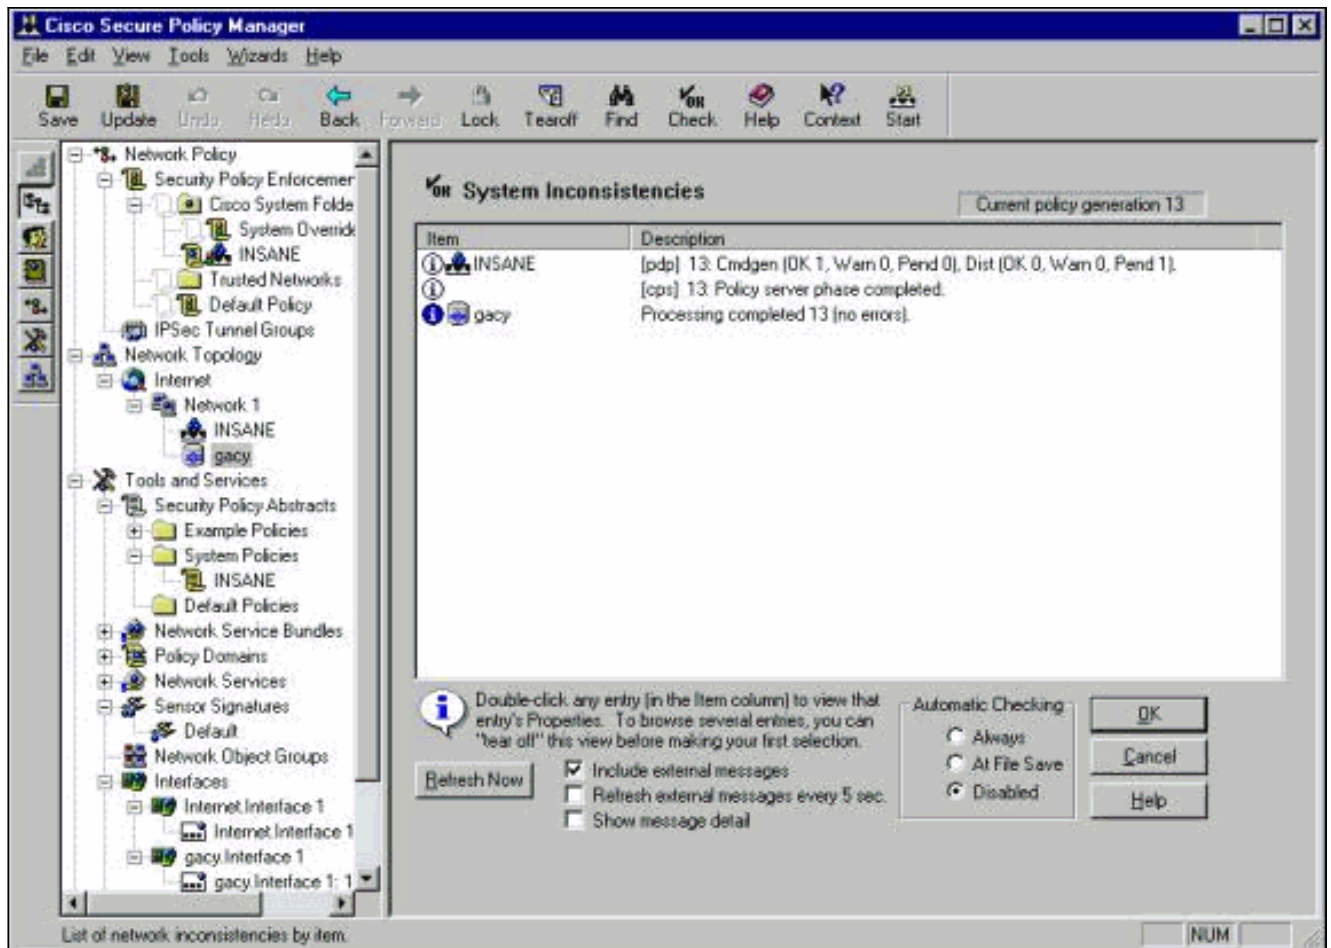 Cisco Secure Policy Manager
File Edit View Tools Wizards Help
Save Update Undo Redo Back Forward Lock Tearoff Find Check Help Context Start
Network Policy
Security Policy Enforcemer
Cisco System Folde
System Override
INSANE
Trusted Networks
Default Policy
IPSec Tunnel Groups
Network Topology
Internet
Network 1
INSANE
gacy
Tools and Services
Security Policy Abstracts
Example Policies
System Policies
INSANE
Default Policies
Network Service Bundles
Policy Domains
Network Services
Sensor Signatures
Default
Network Object Groups
Interfaces
Internet.Interface 1
Internet.Interface 1
gacy.Interface 1
gacy.Interface 1: 1
System Inconsistencies
Current policy generation 13
Item Description
INSANE [pdp] 13: Cmdgen (OK 1, Warn 0, Pend 0), Dist (OK 0, Warn 0, Pend 1).
[cps] 13: Policy server phase completed.
gacy Processing completed 13 (no errors).
Double-click any entry (in the Item column) to view that
entry's Properties. To browse several entries, you can
"tear off" this view before making your first selection.
Refresh Now
Include external messages
Refresh external messages every 5 sec.
Show message detail
Automatic Checking
Always
At File Save
Disabled
OK
Cancel
Help
List of network inconsistencies by item.
NUM